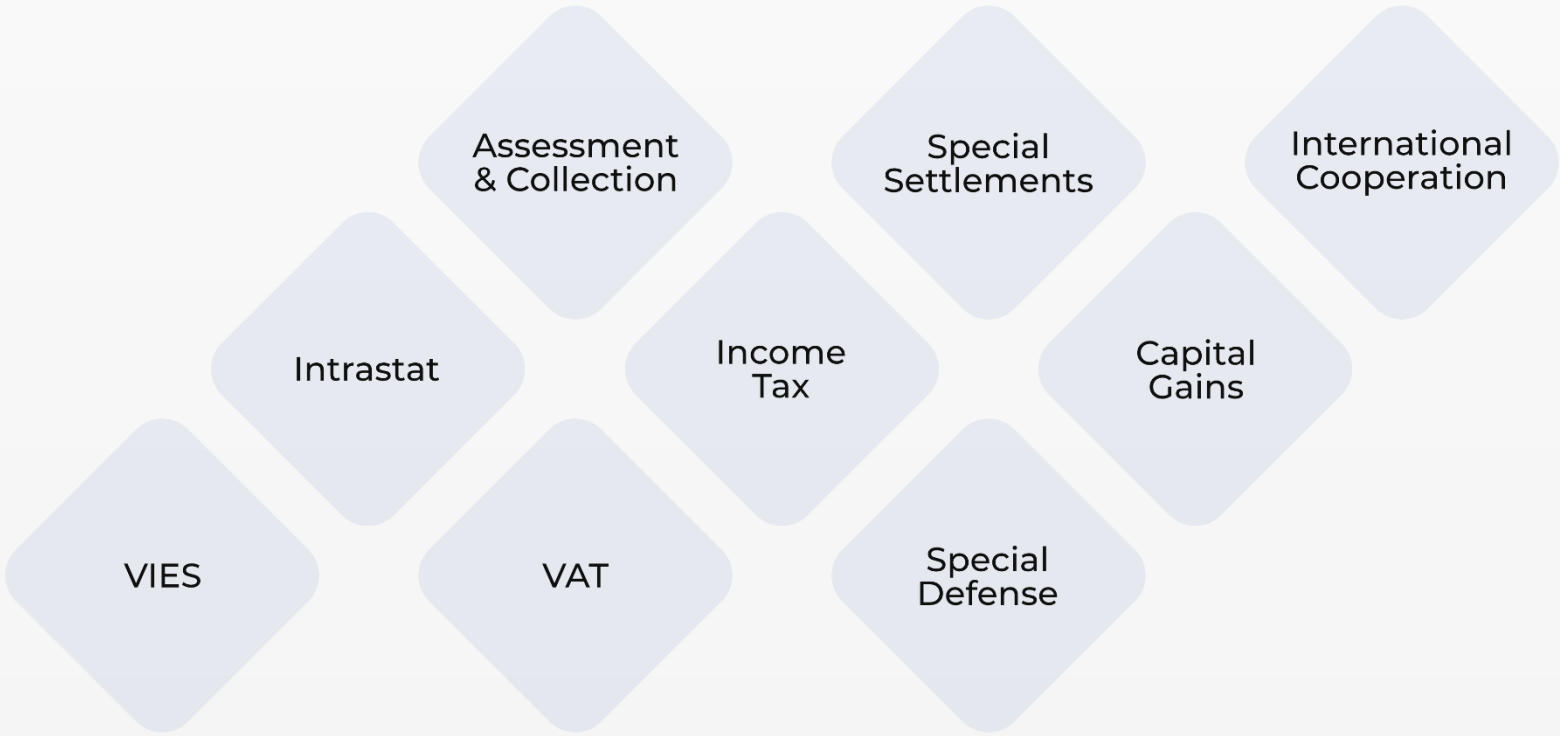 Assessment
& Collection
Special
Settlements
International
Cooperation
Intrastat
Income
Tax
Capital
Gains
VIES
VAT
Special
Defense